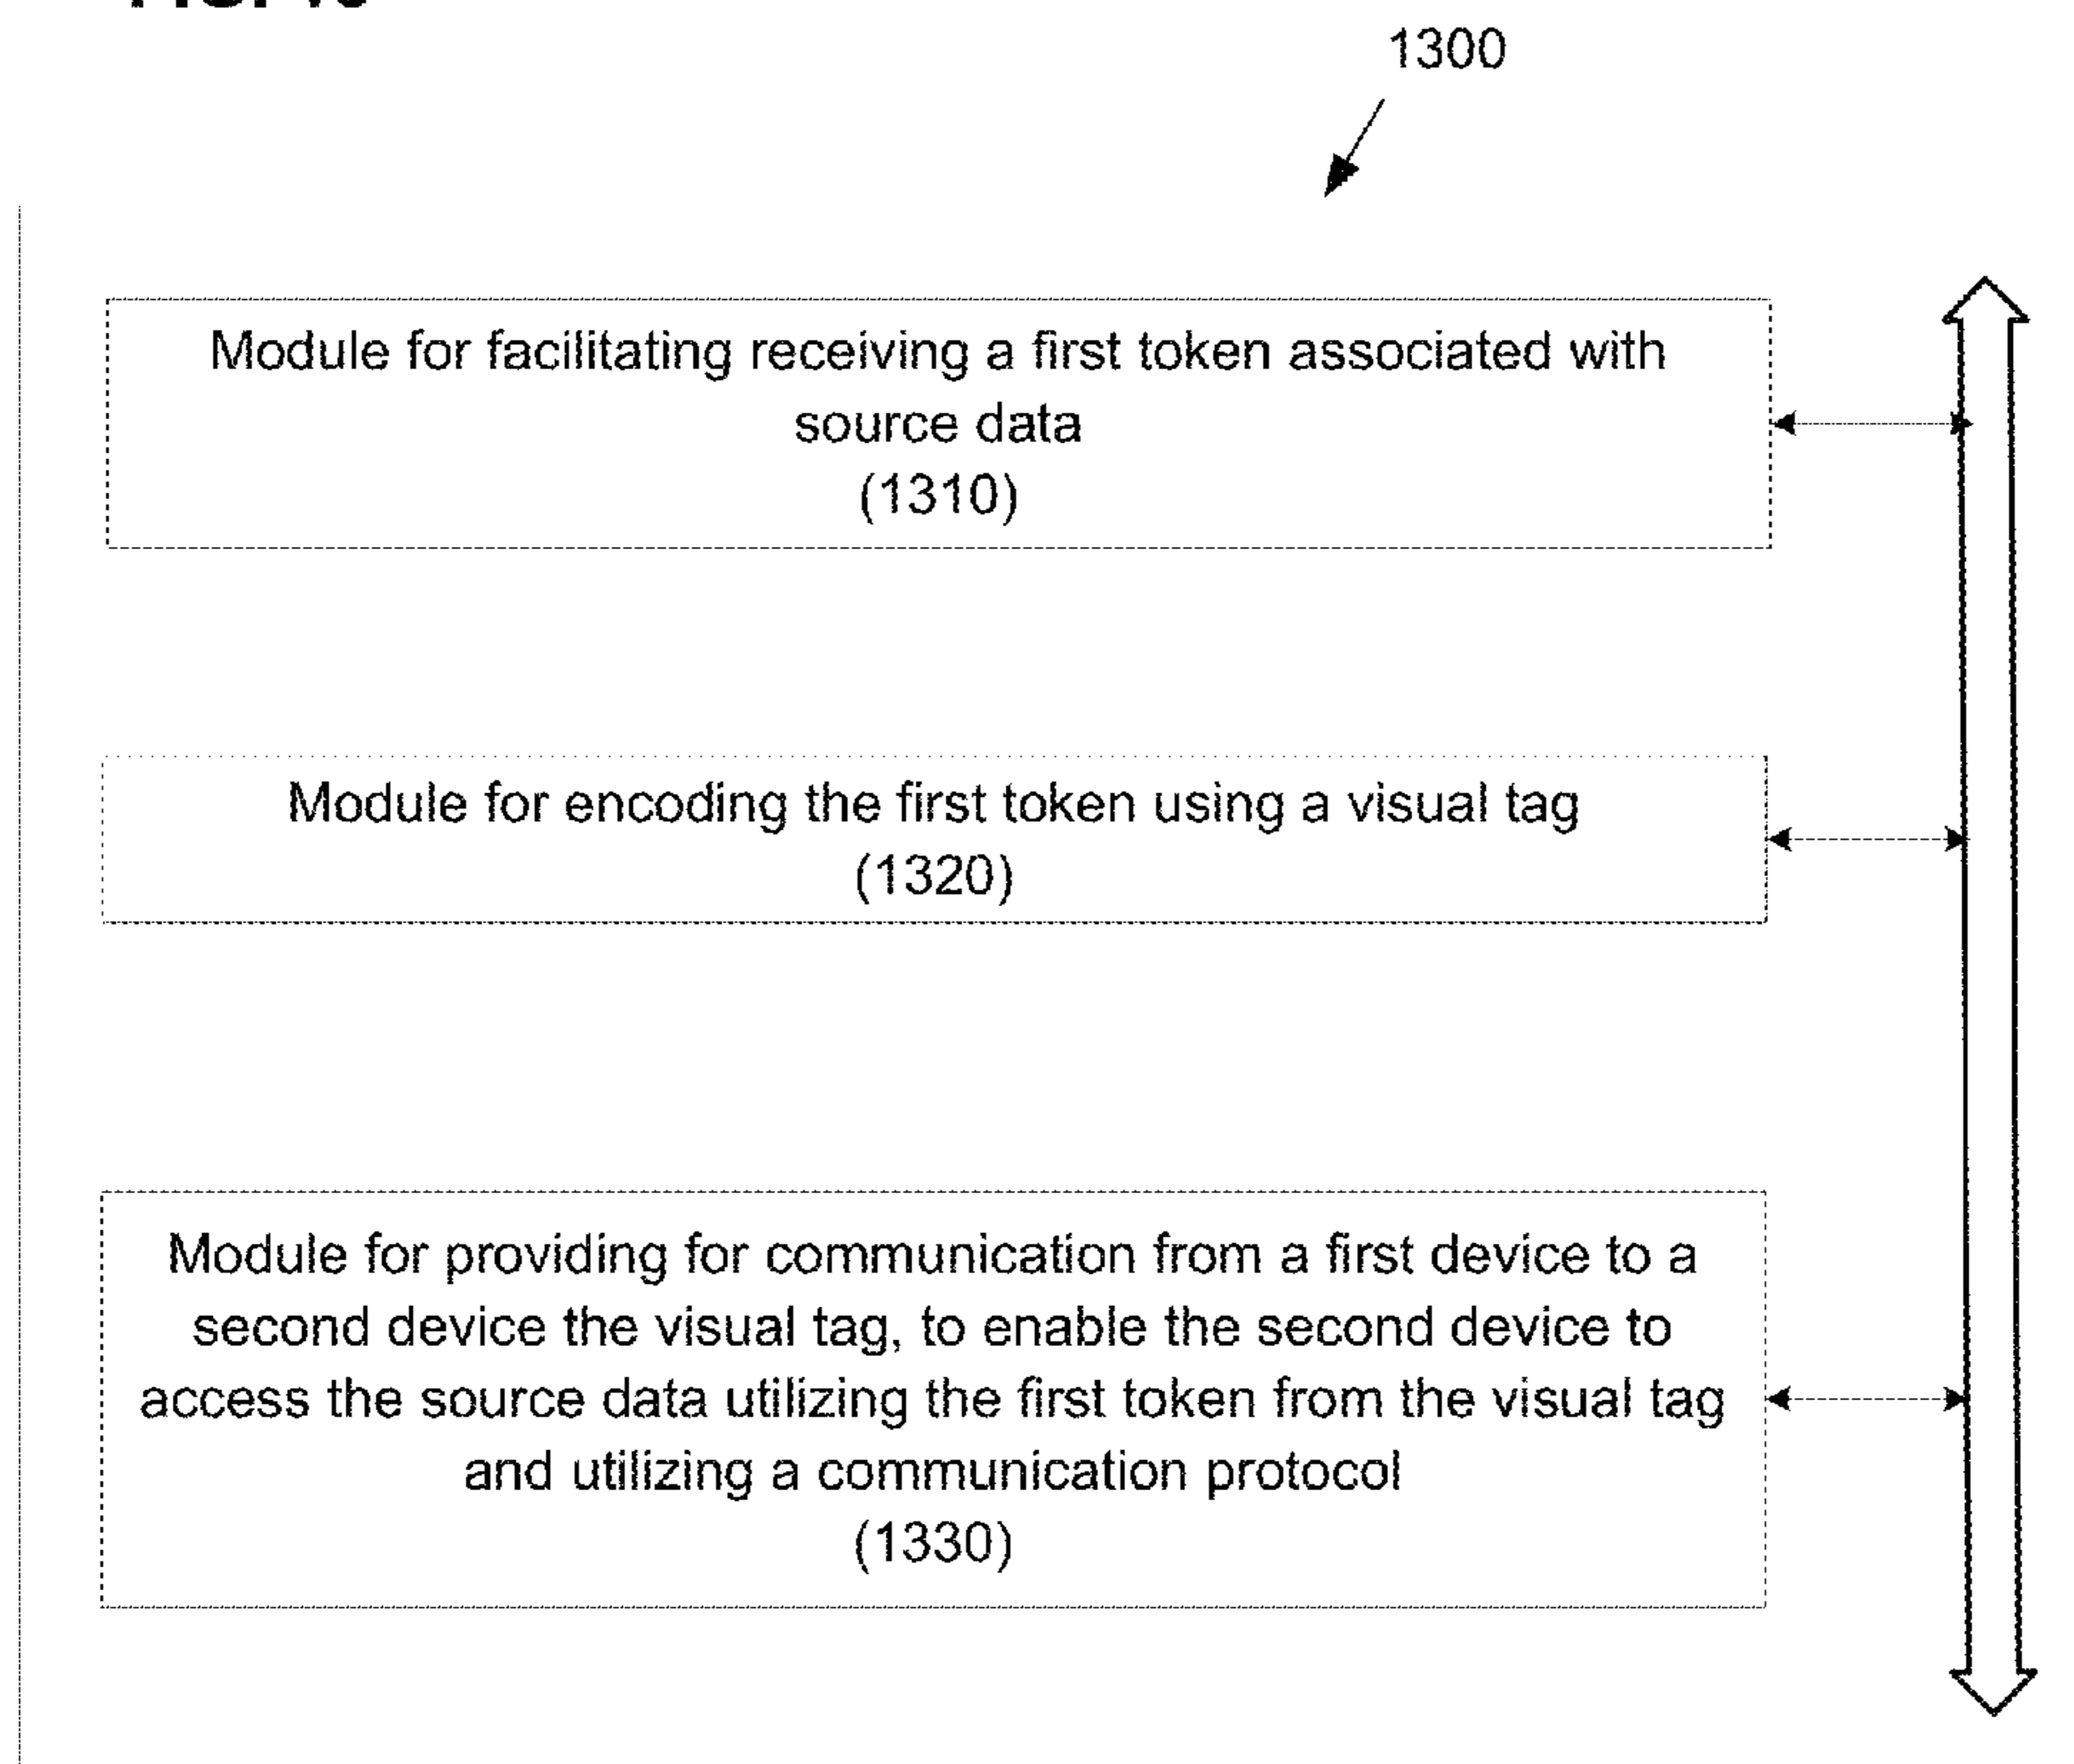 1300
Module for facilitating receiving a first token associated with
source data
(1310)
Module for encoding the first token using a visual tag
(1320)
Module for providing for communication from a first device to a
second device the visual tag, to enable the second device to
access the source data utilizing the first token from the visual tag
and utilizing a communication protocol
(1330)